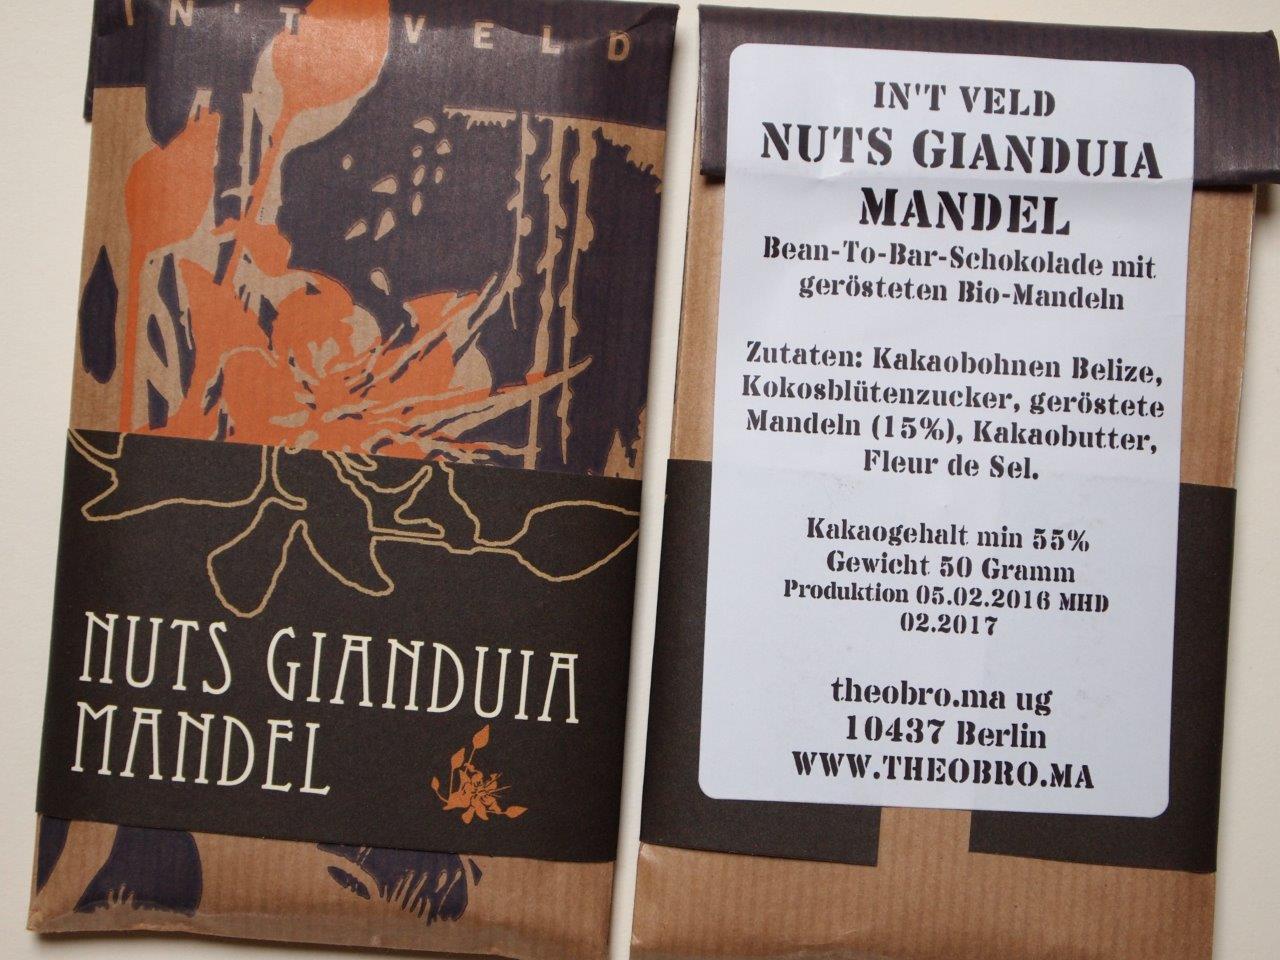 IN'T VELD
NUTS GIANDUIA
MANDEL
IN'T VELD
NUTS GIANDUIA
MANDEL
Bean-To-Bar-Schokolade mit
gerösteten Bio-Mandeln
Zutaten: Kakaobohnen Belize,
Kokosblütenzucker, geröstete
Mandeln (15%), Kakaobutter,
Fleur de Sel.
Kakaogehalt min 55%
Gewicht 50 Gramm
Produktion 05.02.2016 MHD
02.2017
theobro.ma ug
10437 Berlin
WWW.THEOBRO.MA